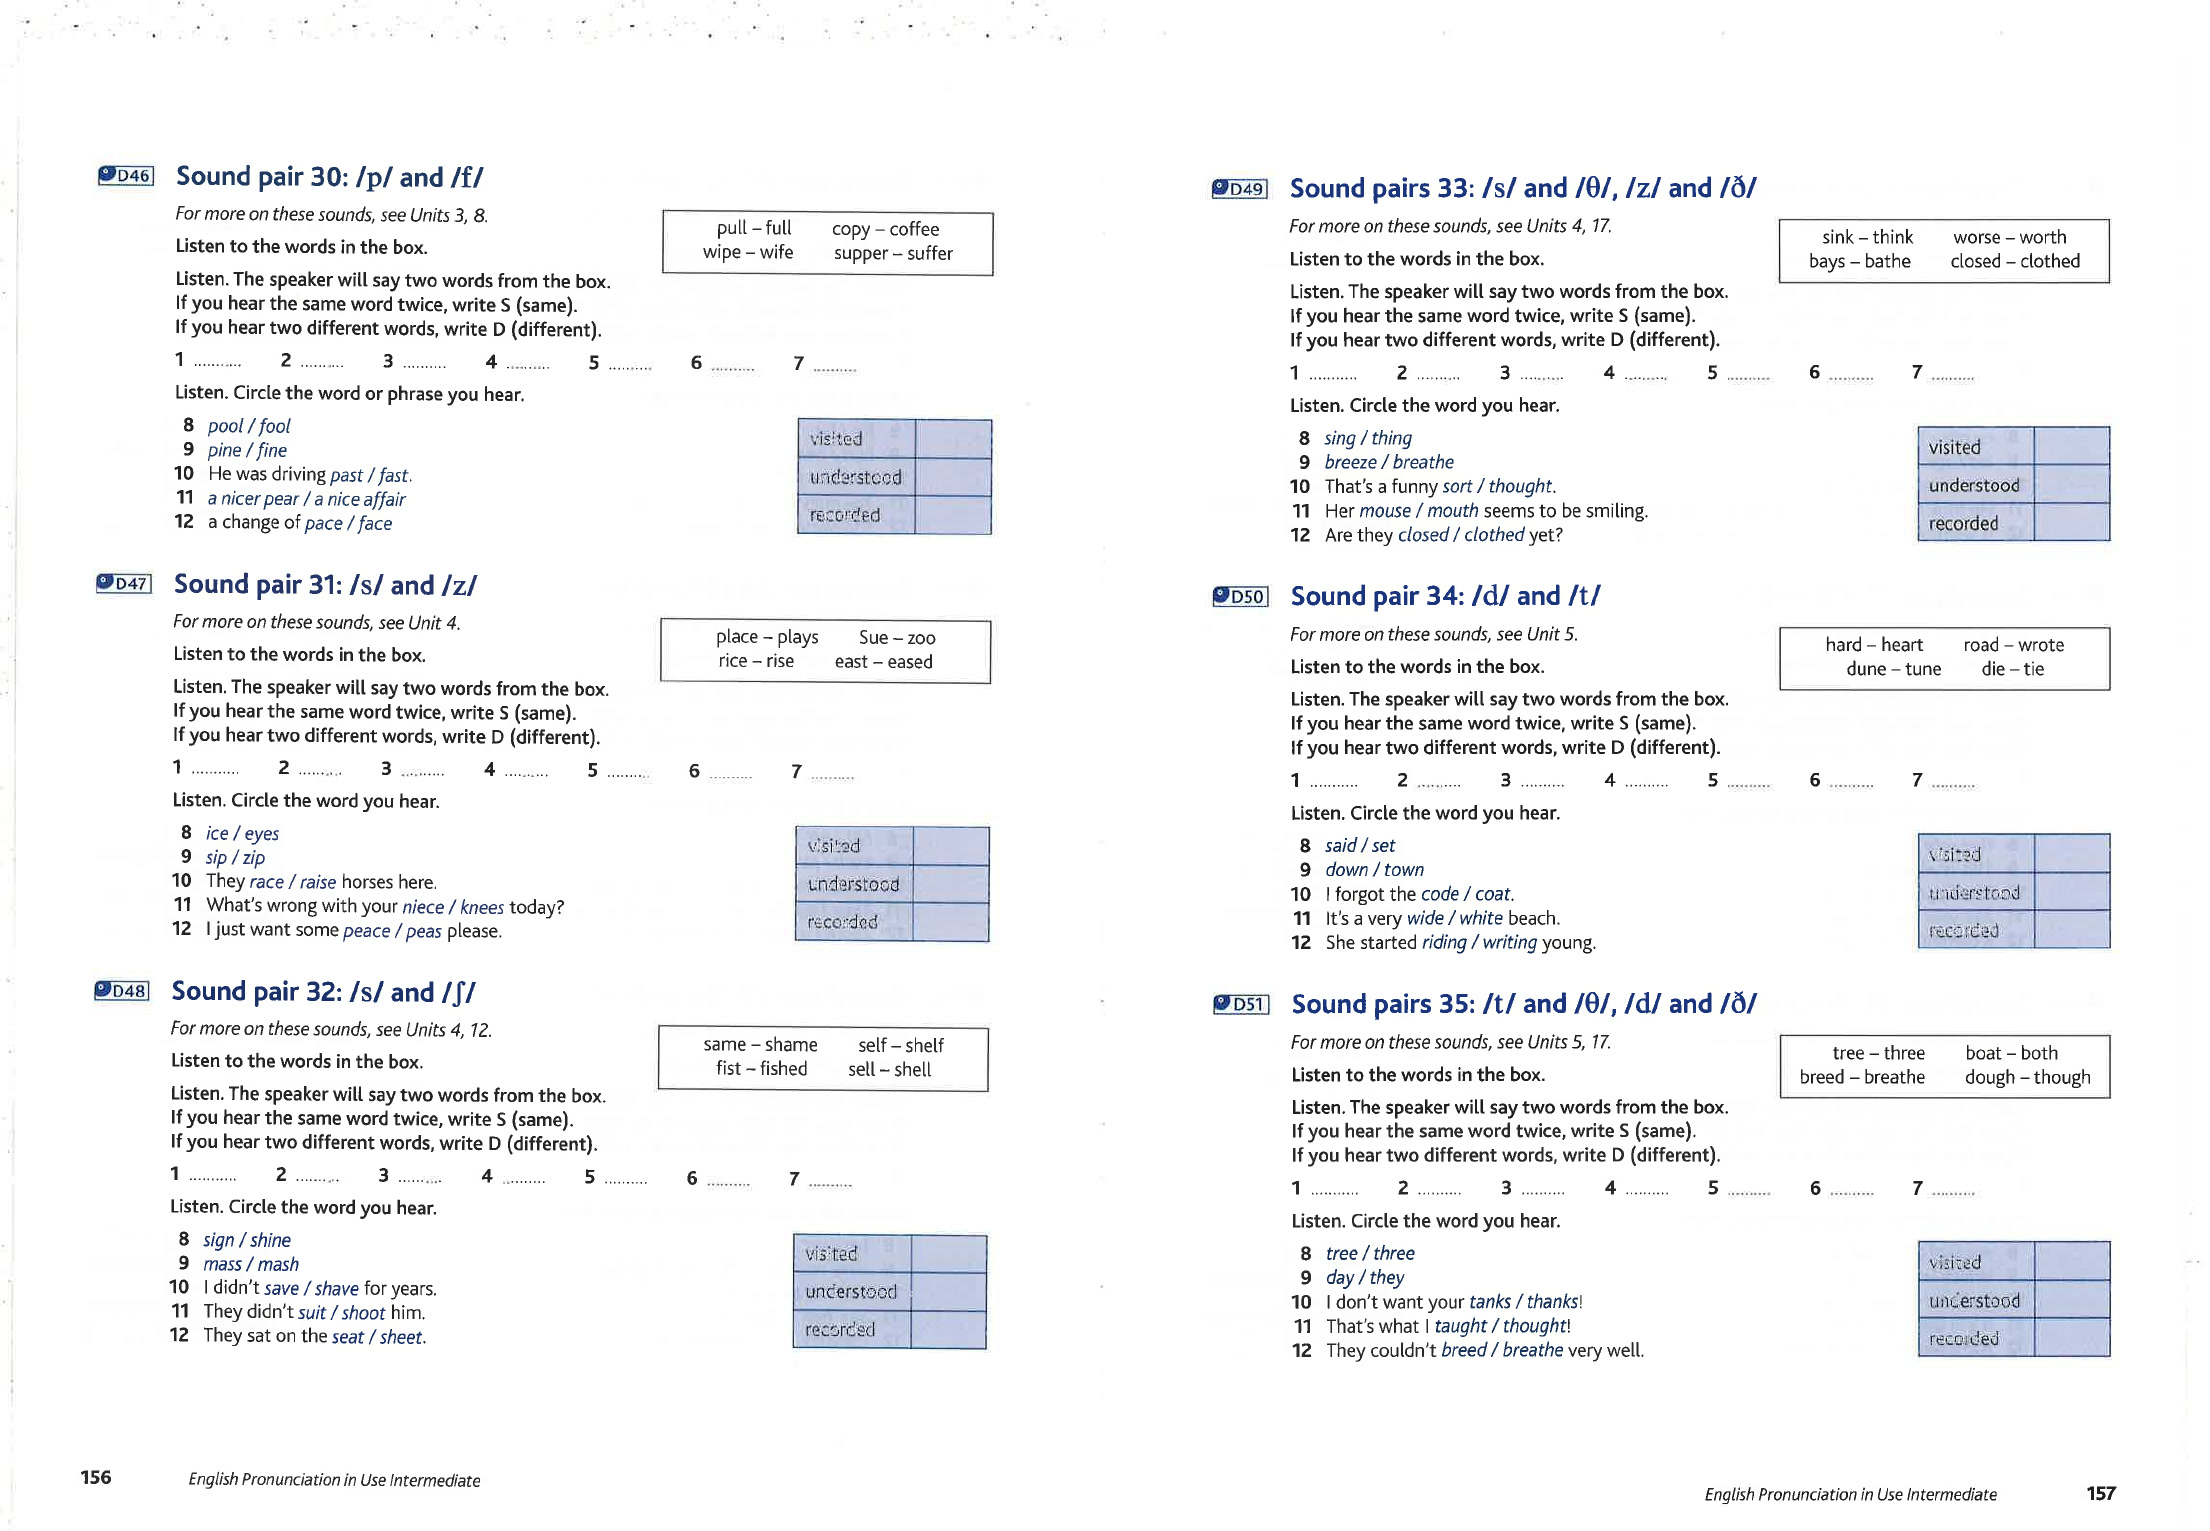 D46 Sound pair 30: /p/ and /f/
For more on these sounds, see Units 3, 8.
Listen to the words in the box.
pull – full copy – coffee
wipe – wife supper – suffer
Listen. The speaker will say two words from the box.
If you hear the same word twice, write S (same).
If you hear two different words, write D (different).
1 ........... 2 .......... 3 .......... 4 .......... 5 .......... 6 .......... 7 ..........
Listen. Circle the word or phrase you hear.
8 pool / fool
9 pine / fine
10 He was driving past / fast.
11 a nicer pear / a nice affair
12 a change of pace / face
visited
understood
recorded
D47 Sound pair 31: /s/ and /z/
For more on these sounds, see Unit 4.
Listen to the words in the box.
place – plays Sue – zoo
rice – rise east – eased
Listen. The speaker will say two words from the box.
If you hear the same word twice, write S (same).
If you hear two different words, write D (different).
1 ........... 2 .......... 3 .......... 4 .......... 5 .......... 6 .......... 7 ..........
Listen. Circle the word you hear.
8 ice / eyes
9 sip / zip
10 They race / raise horses here.
11 What's wrong with your niece / knees today?
12 I just want some peace / peas please.
visited
understood
recorded
D48 Sound pair 32: /s/ and /ʃ/
For more on these sounds, see Units 4, 12.
Listen to the words in the box.
same – shame self – shelf
fist – fished sell – shell
Listen. The speaker will say two words from the box.
If you hear the same word twice, write S (same).
If you hear two different words, write D (different).
1 ........... 2 .......... 3 .......... 4 .......... 5 .......... 6 .......... 7 ..........
Listen. Circle the word you hear.
8 sign / shine
9 mass / mash
10 I didn't save / shave for years.
11 They didn't suit / shoot him.
12 They sat on the seat / sheet.
visited
understood
recorded
156 English Pronunciation in Use Intermediate
D49 Sound pairs 33: /s/ and /θ/, /z/ and /ð/
For more on these sounds, see Units 4, 17.
Listen to the words in the box.
sink – think worse – worth
bays – bathe closed – clothed
Listen. The speaker will say two words from the box.
If you hear the same word twice, write S (same).
If you hear two different words, write D (different).
1 ........... 2 .......... 3 .......... 4 .......... 5 .......... 6 .......... 7 ..........
Listen. Circle the word you hear.
8 sing / thing
9 breeze / breathe
10 That's a funny sort / thought.
11 Her mouse / mouth seems to be smiling.
12 Are they closed / clothed yet?
visited
understood
recorded
D50 Sound pair 34: /d/ and /t/
For more on these sounds, see Unit 5.
Listen to the words in the box.
hard – heart road – wrote
dune – tune die – tie
Listen. The speaker will say two words from the box.
If you hear the same word twice, write S (same).
If you hear two different words, write D (different).
1 ........... 2 .......... 3 .......... 4 .......... 5 .......... 6 .......... 7 ..........
Listen. Circle the word you hear.
8 said / set
9 down / town
10 I forgot the code / coat.
11 It's a very wide / white beach.
12 She started riding / writing young.
visited
understood
recorded
D51 Sound pairs 35: /t/ and /θ/, /d/ and /ð/
For more on these sounds, see Units 5, 17.
Listen to the words in the box.
tree – three boat – both
breed – breathe dough – though
Listen. The speaker will say two words from the box.
If you hear the same word twice, write S (same).
If you hear two different words, write D (different).
1 ........... 2 .......... 3 .......... 4 .......... 5 .......... 6 .......... 7 ..........
Listen. Circle the word you hear.
8 tree / three
9 day / they
10 I don't want your tanks / thanks!
11 That's what I taught / thought!
12 They couldn't breed / breathe very well.
visited
understood
recorded
English Pronunciation in Use Intermediate 157